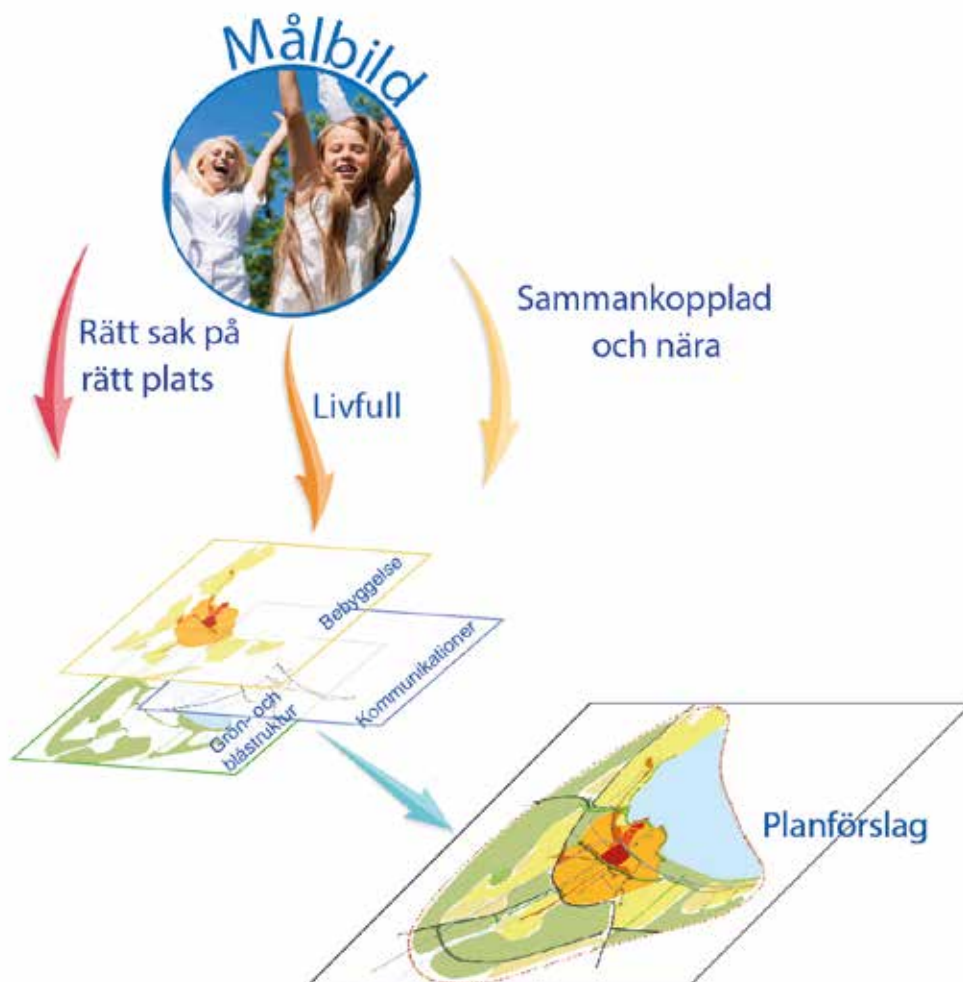 Målbild
Rätt sak på
rätt plats
Livfull
Sammankopplad
och nära
Bebyggelse
Kommunikationer
Grön- och
blåstruktur
Planförslag